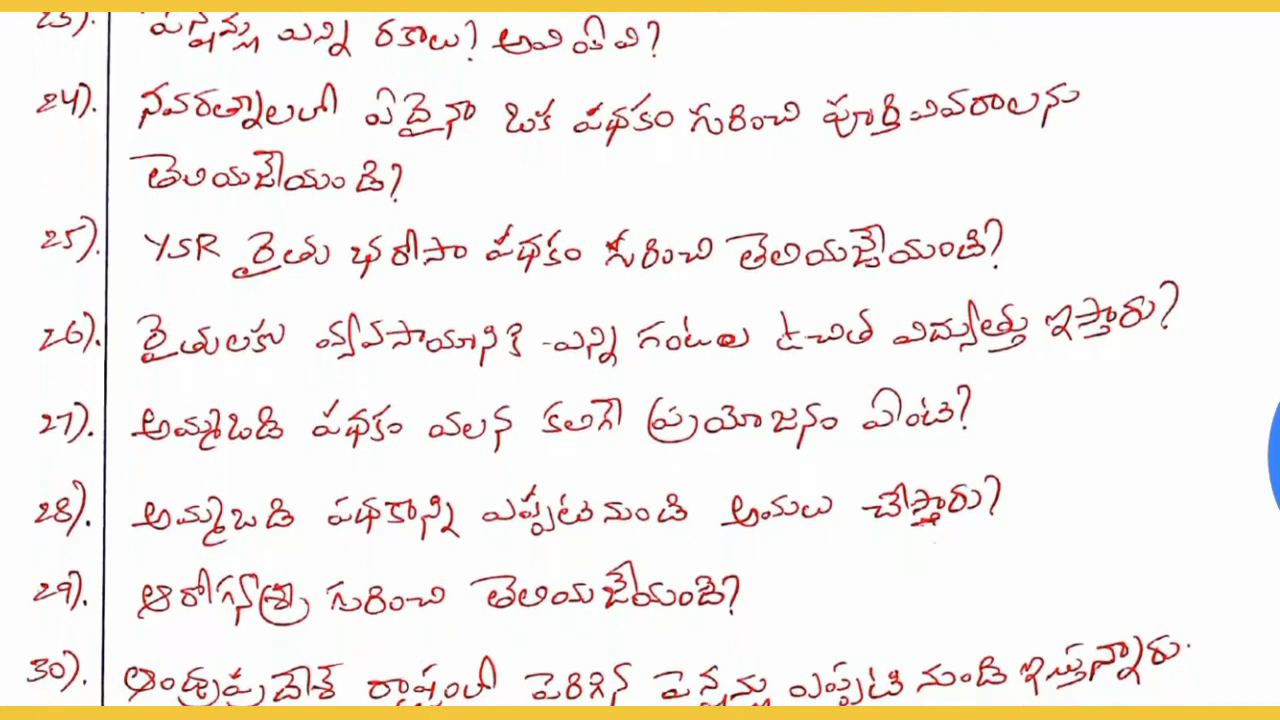 23). పెన్షన్లు ఎన్ని రకాలు? అవి ఏవి?
24). నవరత్నాలలో ఏదైనా ఒక పథకం గురించి పూర్తి వివరాలను
తెలియజేయండి?
25). YSR రైతు భరోసా పథకం గురించి తెలియజేయండి?
26). రైతులకు వ్యవసాయానికి ఎన్ని గంటల ఉచిత విద్యుత్తు ఇస్తారు?
27). అమ్మఒడి పథకం వలన కలిగే ప్రయోజనం ఏంటి?
28). అమ్మఒడి పథకాన్ని ఎప్పటి నుండి అమలు చేస్తారు?
29). ఆరోగ్యశ్రీ గురించి తెలియజేయండి?
30). ఆంధ్రప్రదేశ్ రాష్ట్రంలో పెరిగిన పెన్షన్ను ఎప్పటి నుండి ఇస్తున్నారు.